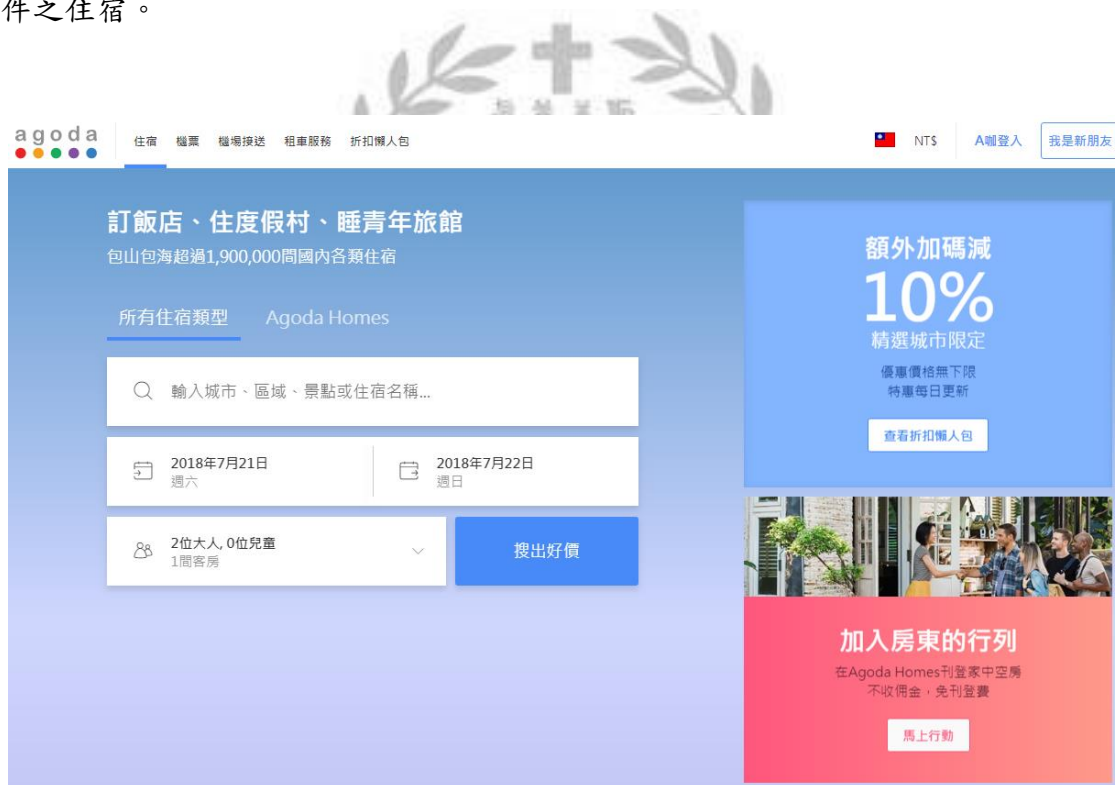 件之住宿。
agoda
住宿 機票 機場接送 租車服務 折扣懶人包
NT$ A咖登入 我是新朋友
訂飯店、住度假村、睡青年旅館
包山包海超過1,900,000間國內各類住宿
所有住宿類型 Agoda Homes
輸入城市、區域、景點或住宿名稱...
2018年7月21日
週六
2018年7月22日
週日
2位大人, 0位兒童
1間客房
搜出好價
額外加碼減
10%
精選城市限定
優惠價格無下限
特惠每日更新
查看折扣懶人包
加入房東的行列
在Agoda Homes刊登家中空房
不收佣金,免刊登費
馬上行動